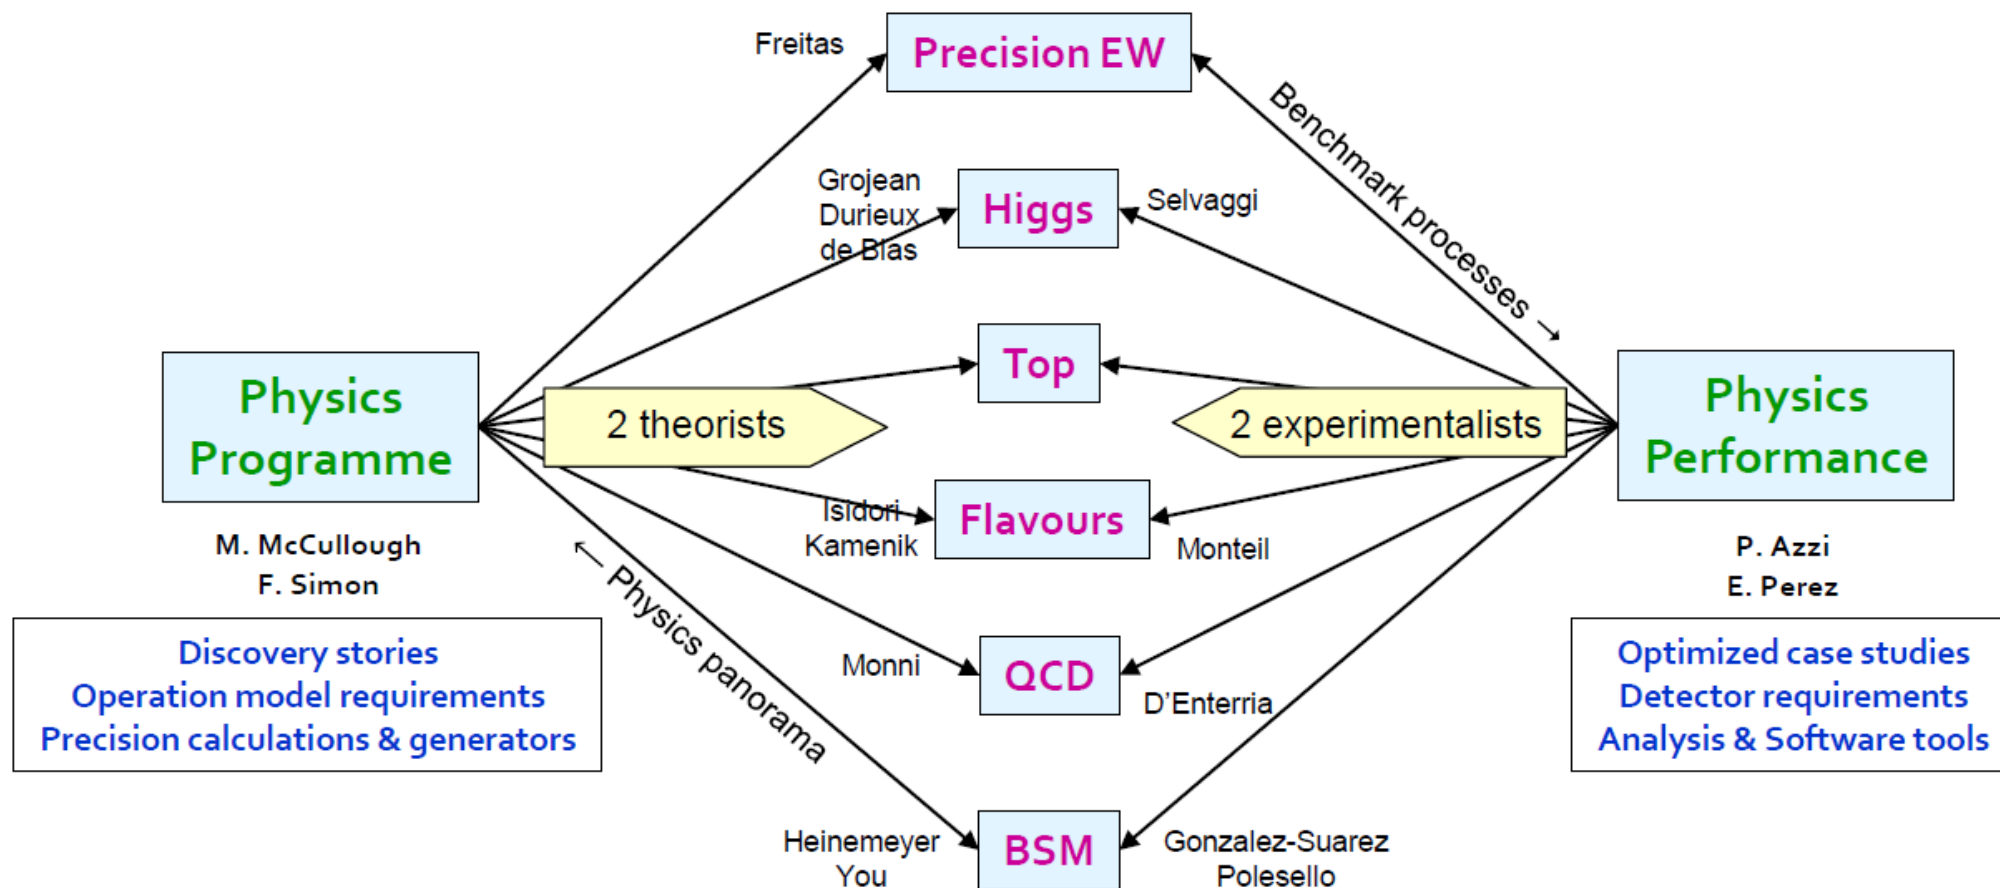 Freitas
Precision EW
Benchmark processes →
Grojean
Durieux
de Blas
Higgs
Selvaggi
Top
Physics
Programme
2 theorists
2 experimentalists
Physics
Performance
M. McCullough
F. Simon
Isidori
Kamenik
Flavours
Monteil
P. Azzi
E. Perez
← Physics panorama
Discovery stories
Operation model requirements
Precision calculations & generators
Monni
QCD
D'Enterria
Optimized case studies
Detector requirements
Analysis & Software tools
Heinemeyer
You
BSM
Gonzalez-Suarez
Polesello